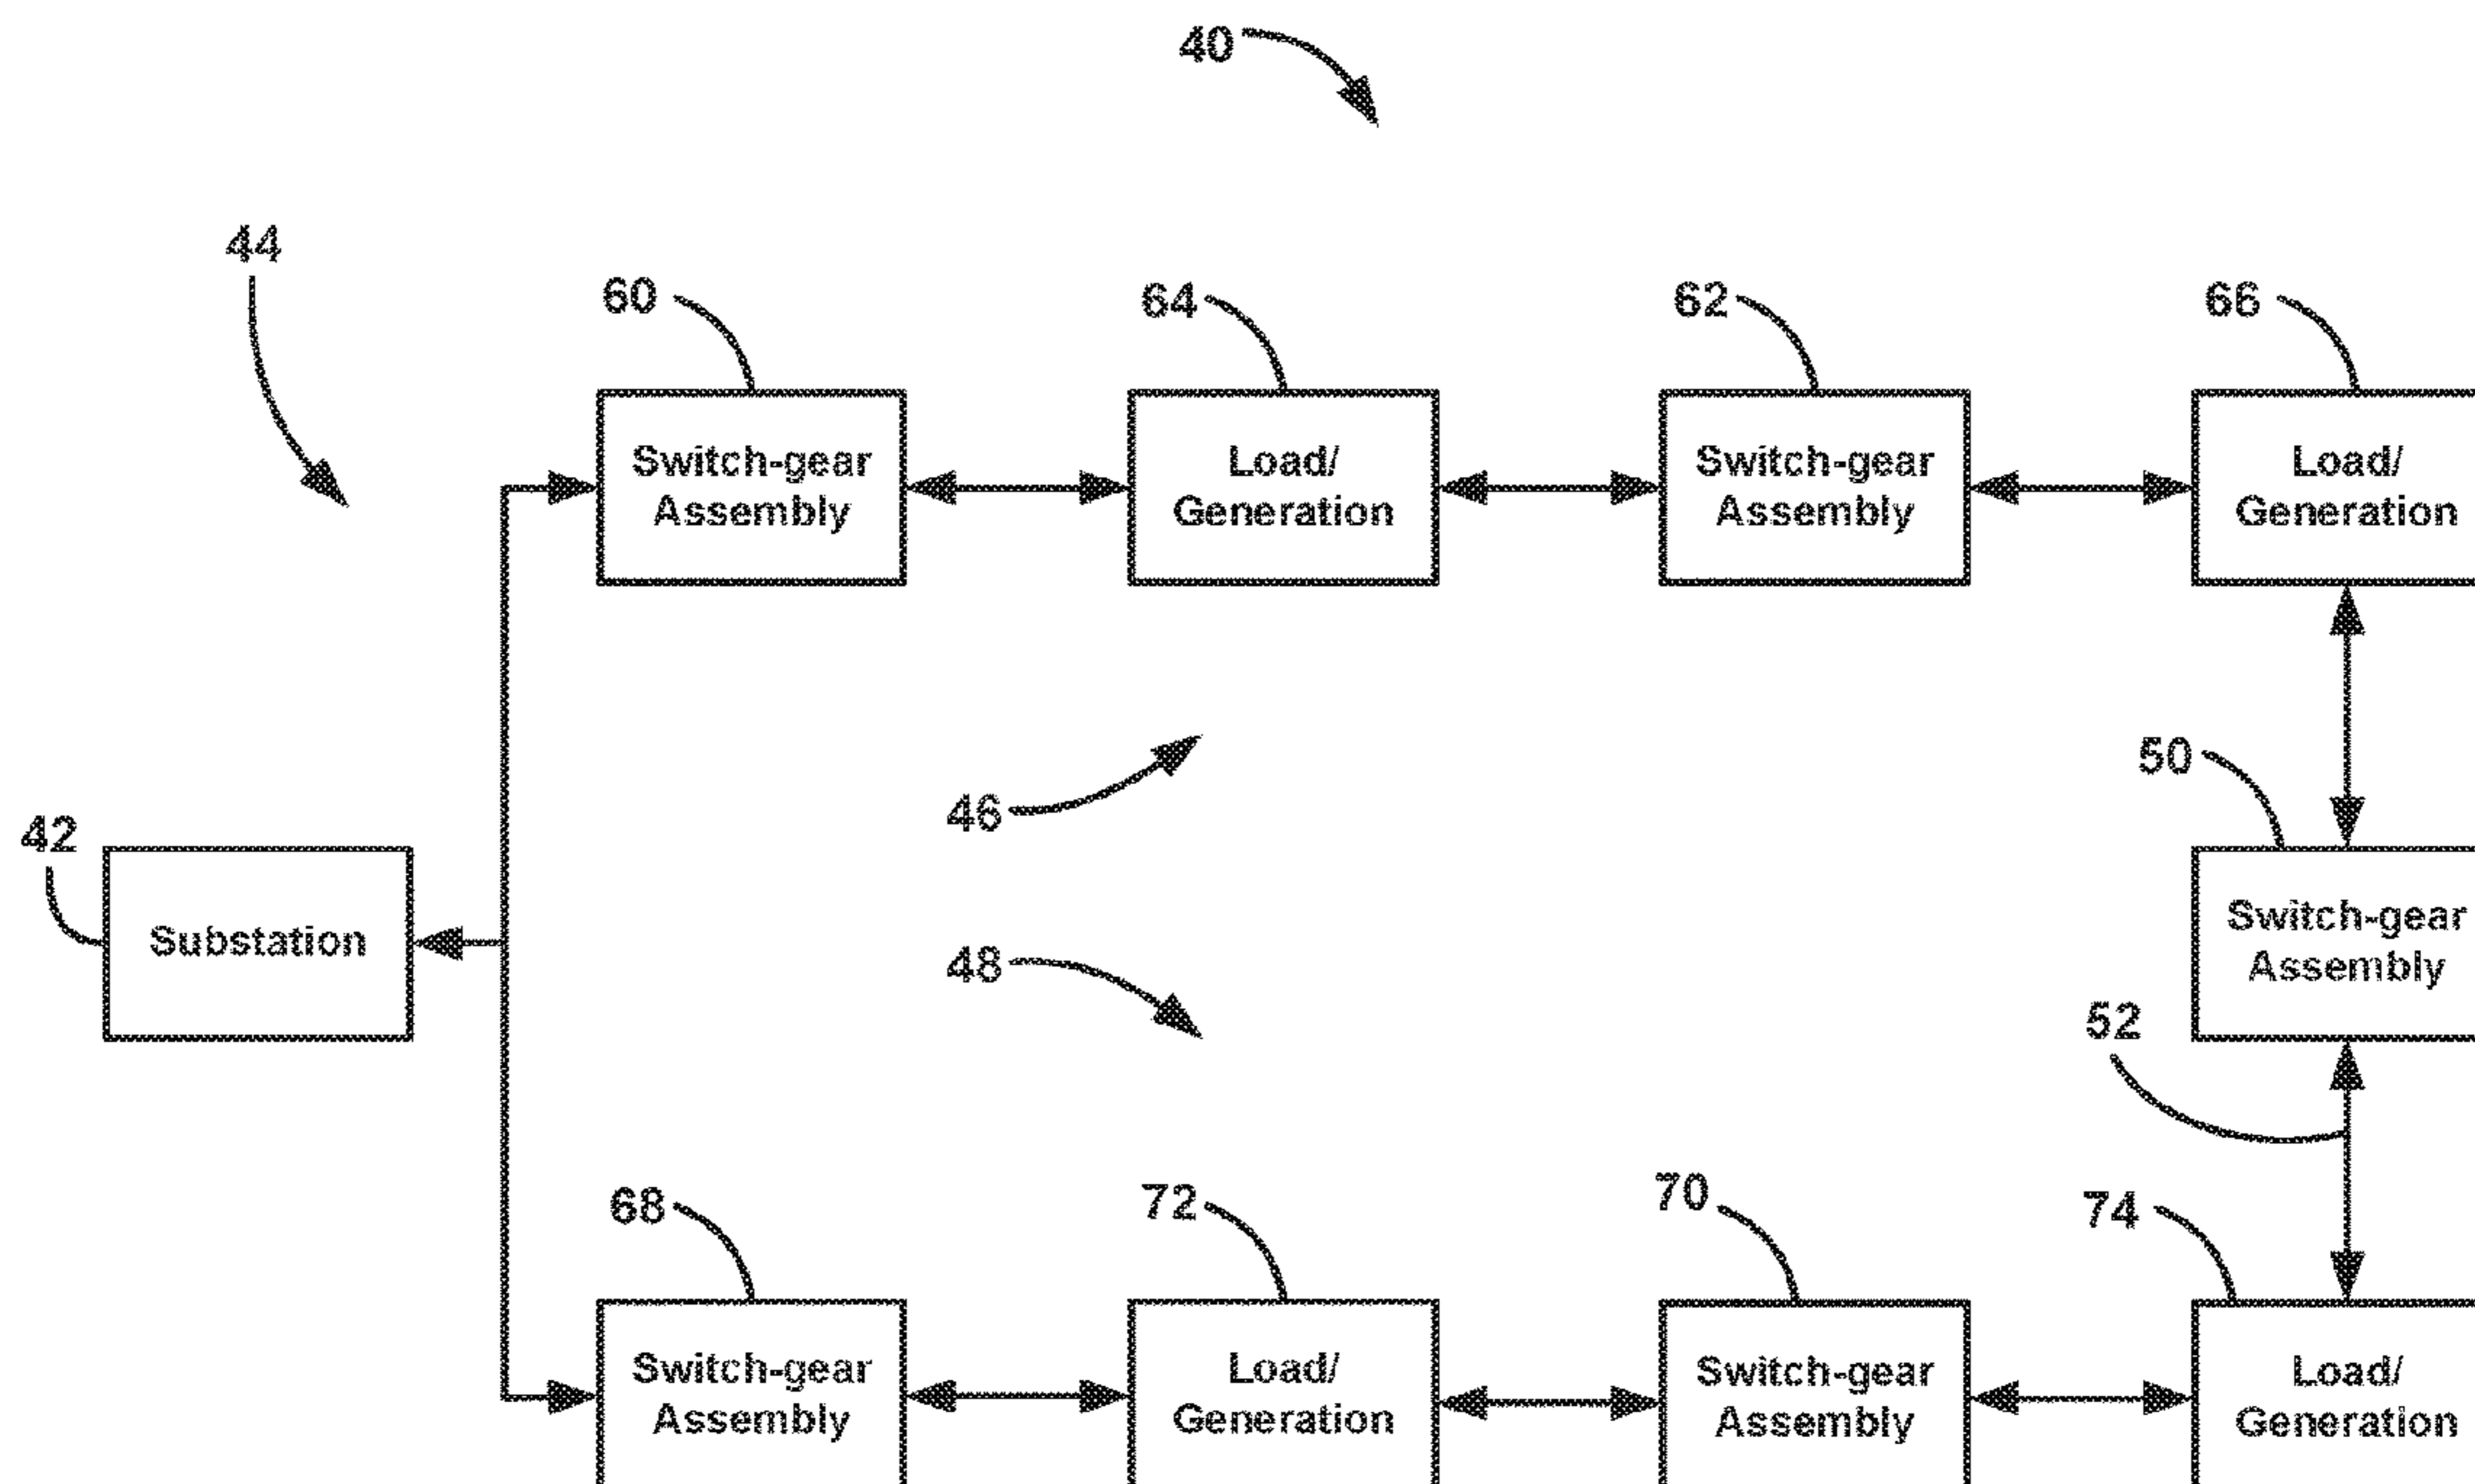 40
44
60
64
62
66
Switch-gear
Assembly
Load/
Generation
Switch-gear
Assembly
Load/
Generation
46
50
42
Substation
48
Switch-gear
Assembly
52
68
72
70
74
Switch-gear
Assembly
Load/
Generation
Switch-gear
Assembly
Load/
Generation